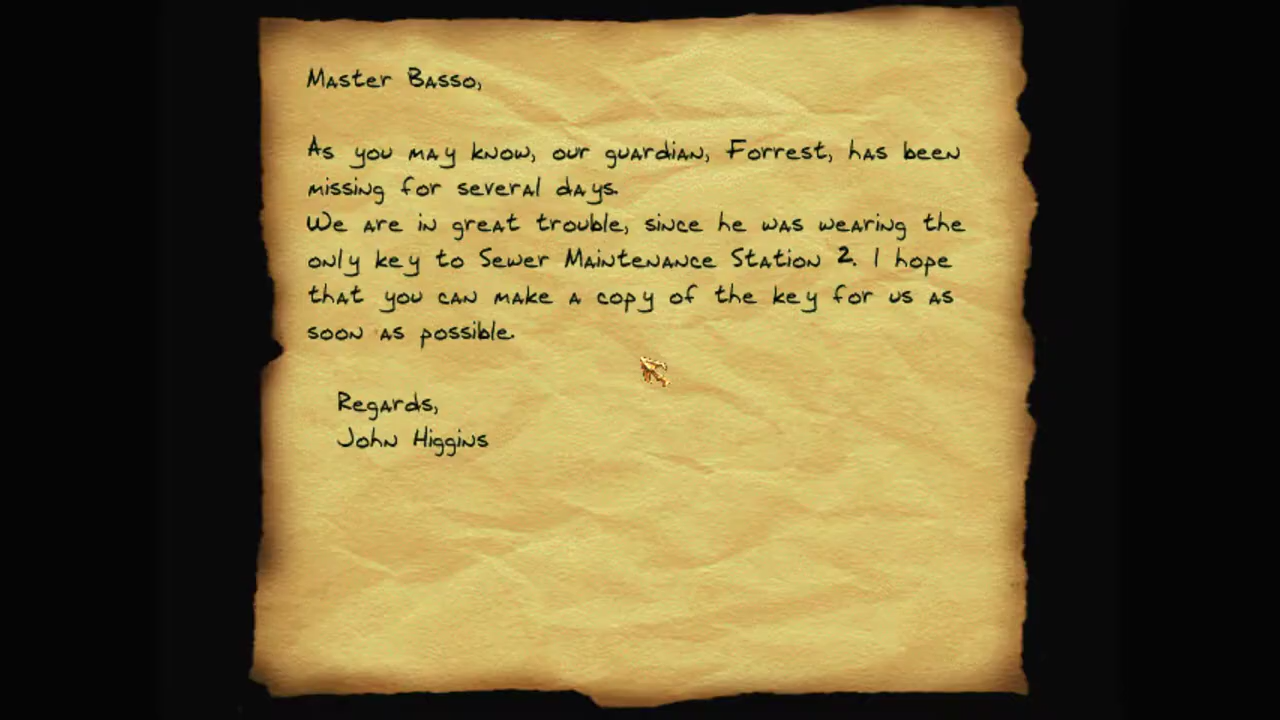 Master Basso,
As you may know, our guardian, Forrest, has been
missing for several days.
We are in great trouble, since he was wearing the
only key to Sewer Maintenance Station 2. I hope
that you can make a copy of the key for us as
soon as possible.
Regards,
John Higgins